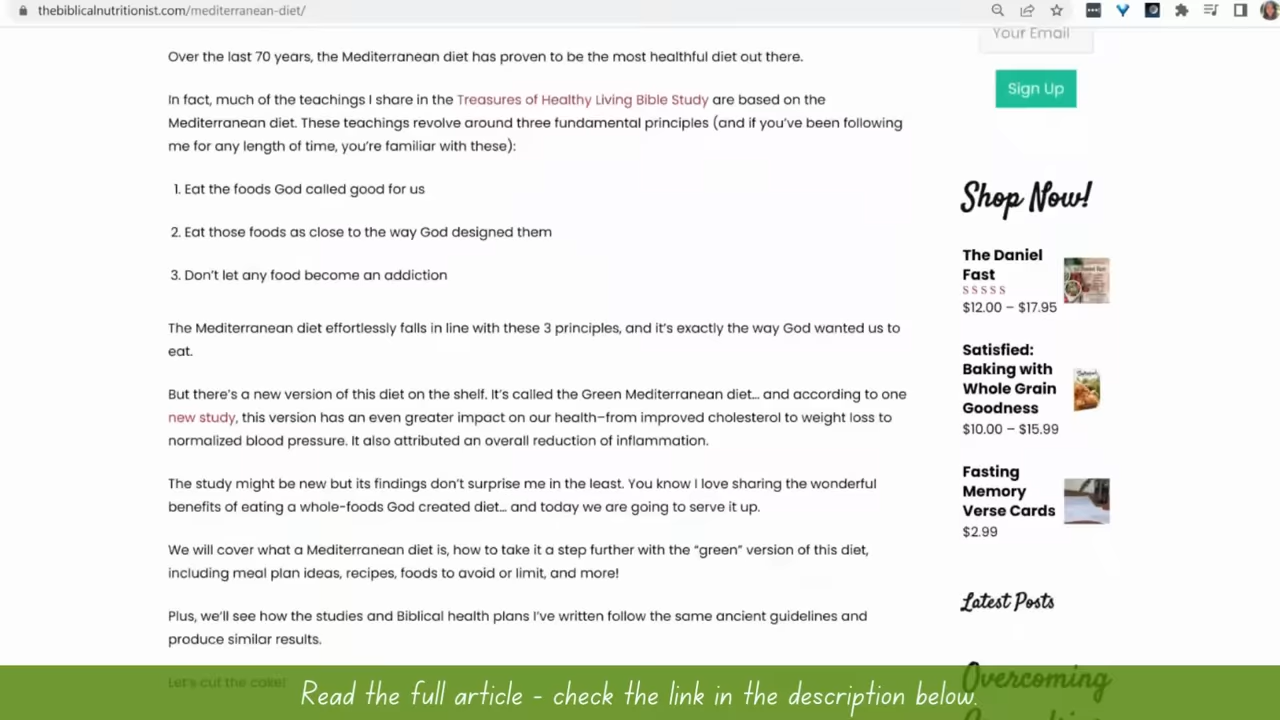 thebiblicalnutritionist.com/mediterranean-diet/
Your Email
Sign Up
Over the last 70 years, the Mediterranean diet has proven to be the most healthful diet out there.
In fact, much of the teachings I share in the Treasures of Healthy Living Bible Study are based on the
Mediterranean diet. These teachings revolve around three fundamental principles (and if you've been following
me for any length of time, you're familiar with these):
1. Eat the foods God called good for us
2. Eat those foods as close to the way God designed them
3. Don't let any food become an addiction
The Mediterranean diet effortlessly falls in line with these 3 principles, and it's exactly the way God wanted us to
eat.
But there's a new version of this diet on the shelf. It's called the Green Mediterranean diet… and according to one
new study, this version has an even greater impact on our health–from improved cholesterol to weight loss to
normalized blood pressure. It also attributed an overall reduction of inflammation.
The study might be new but its findings don't surprise me in the least. You know I love sharing the wonderful
benefits of eating a whole-foods God created diet… and today we are going to serve it up.
We will cover what a Mediterranean diet is, how to take it a step further with the “green” version of this diet,
including meal plan ideas, recipes, foods to avoid or limit, and more!
Plus, we'll see how the studies and Biblical health plans I've written follow the same ancient guidelines and
produce similar results.
Let's cut the cake!
Shop Now!
The Daniel
Fast
SSSSS
$12.00 – $17.95
Satisfied:
Baking with
Whole Grain
Goodness
$10.00 – $15.99
Fasting
Memory
Verse Cards
$2.99
Latest Posts
Overcoming
Read the full article - check the link in the description below.